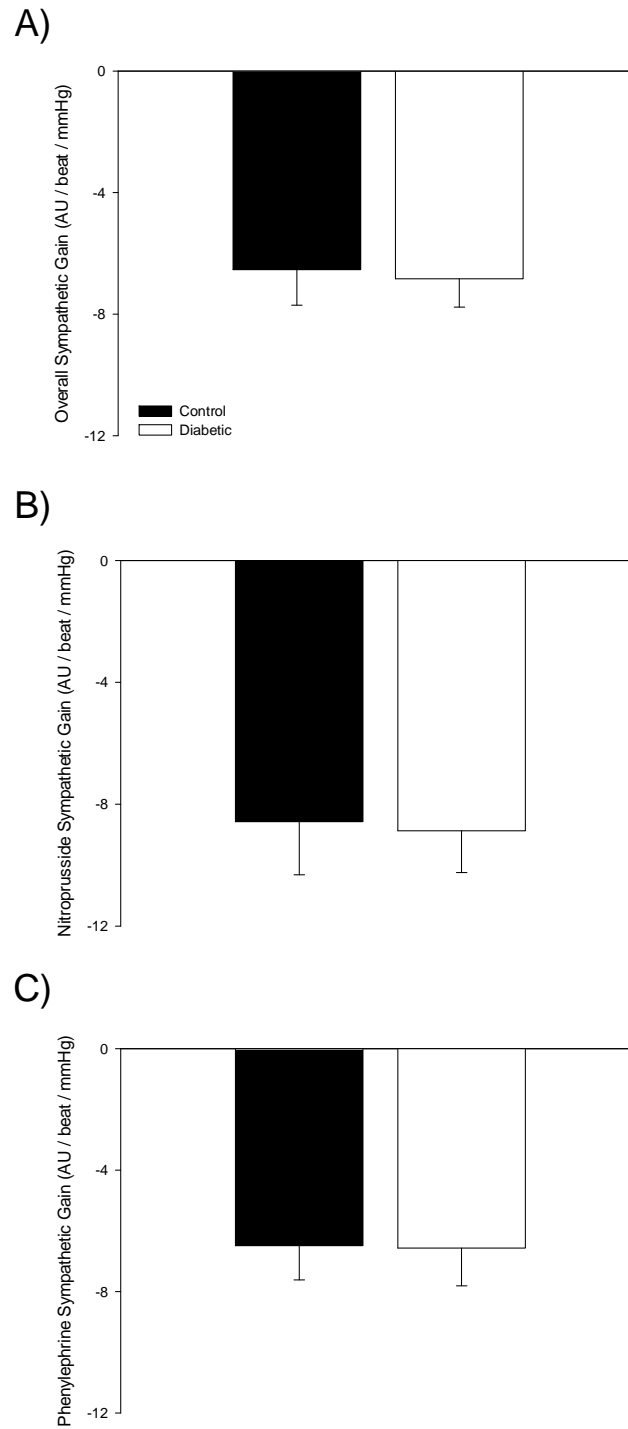 A)
Overall Sympathetic Gain (AU / beat / mmHg)
0
-4
-8
-12
Control
Diabetic
B)
Nitroprusside Sympathetic Gain (AU / beat / mmHg)
0
-4
-8
-12
C)
Phenylephrine Sympathetic Gain (AU / beat / mmHg)
0
-4
-8
-12